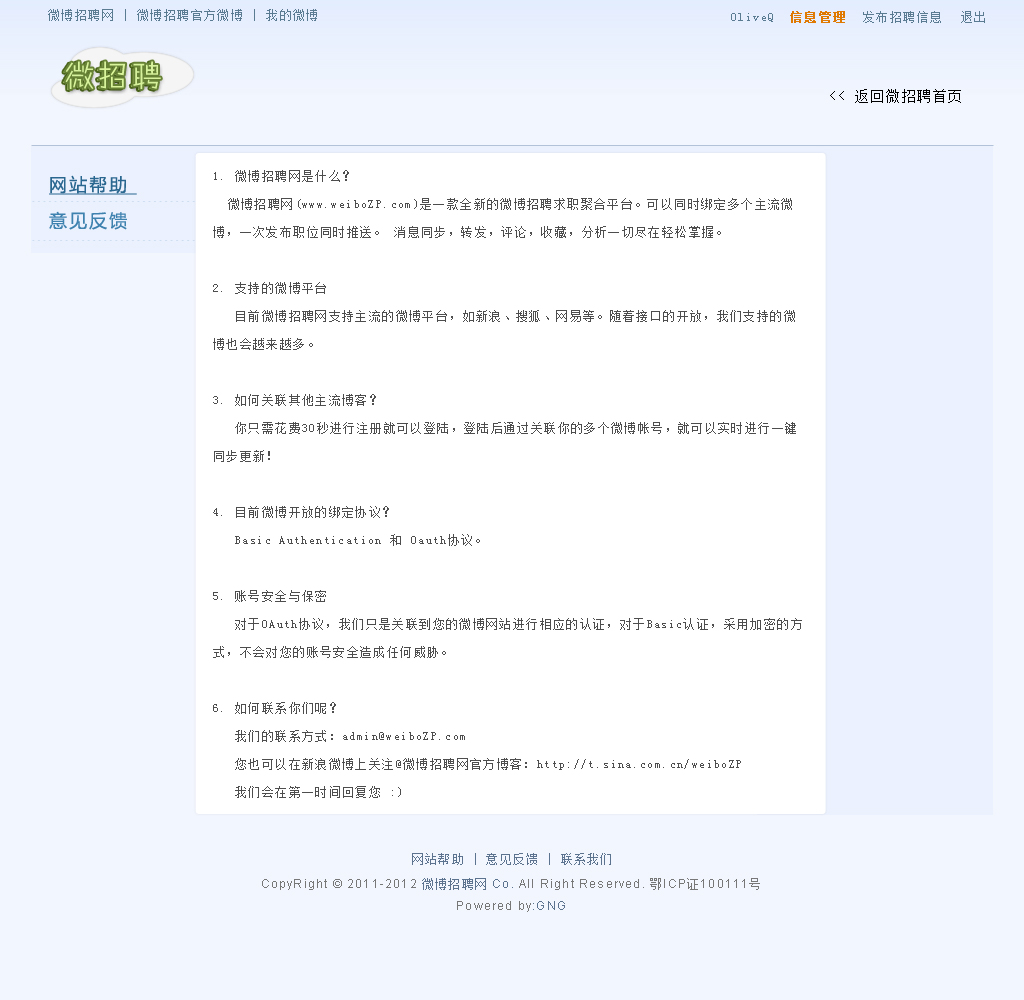 微博招聘网 | 微博招聘官方微博 | 我的微博
OliveQ 信息管理 发布招聘信息 退出
微招聘
<< 返回微招聘首页
网站帮助
意见反馈
1. 微博招聘网是什么?
微博招聘网(www.weiboZP.com)是一款全新的微博招聘求职聚合平台。可以同时绑定多个主流微
博，一次发布职位同时推送。 消息同步，转发，评论，收藏，分析一切尽在轻松掌握。
2. 支持的微博平台
目前微博招聘网支持主流的微博平台，如新浪、搜狐、网易等。随着接口的开放，我们支持的微
博也会越来越多。
3. 如何关联其他主流博客?
你只需花费30秒进行注册就可以登陆，登陆后通过关联你的多个微博帐号，就可以实时进行一键
同步更新!
4. 目前微博开放的绑定协议?
Basic Authentication 和 Oauth协议。
5. 账号安全与保密
对于OAuth协议，我们只是关联到您的微博网站进行相应的认证，对于Basic认证，采用加密的方
式，不会对您的账号安全造成任何威胁。
6. 如何联系你们呢?
我们的联系方式: admin@weiboZP.com
您也可以在新浪微博上关注@微博招聘网官方博客: http://t.sina.com.cn/weiboZP
我们会在第一时间回复您 :)
网站帮助 | 意见反馈 | 联系我们
CopyRight © 2011-2012 微博招聘网 Co. All Right Reserved. 鄂ICP证100111号
Powered by:GNG